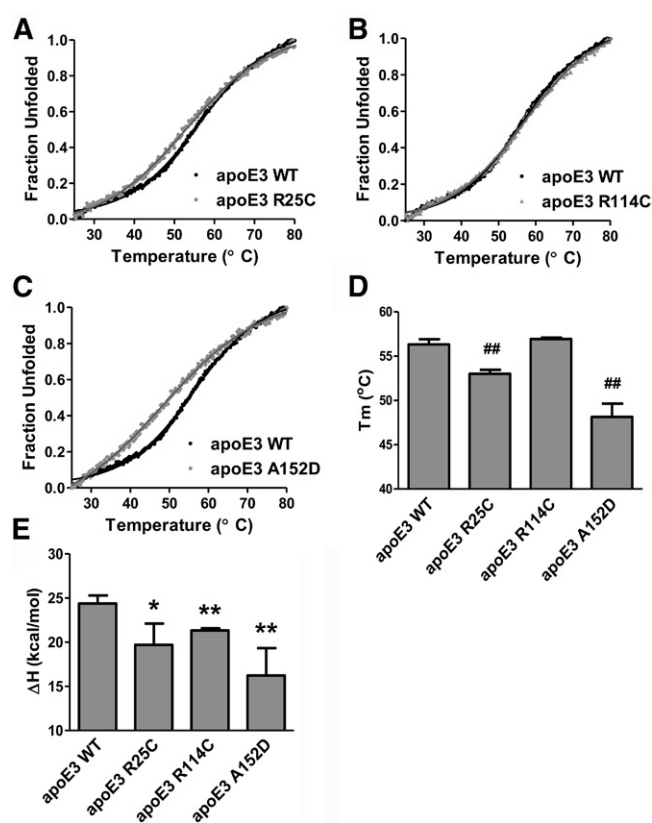 A
Fraction Unfolded
1.0
0.8
0.6
0.4
0.2
0.0
apoE3 WT
apoE3 R25C
30 40 50 60 70 80
Temperature (° C)
B
Fraction Unfolded
1.0
0.8
0.6
0.4
0.2
0.0
apoE3 WT
apoE3 R114C
30 40 50 60 70 80
Temperature (° C)
C
Fraction Unfolded
1.0
0.8
0.6
0.4
0.2
0.0
apoE3 WT
apoE3 A152D
30 40 50 60 70 80
Temperature (° C)
D
Tm (°C)
60
55
50
45
40
##
##
apoE3 WT
apoE3 R25C
apoE3 R114C
apoE3 A152D
E
ΔH (kcal/mol)
30
25
20
15
10
*
**
**
apoE3 WT
apoE3 R25C
apoE3 R114C
apoE3 A152D